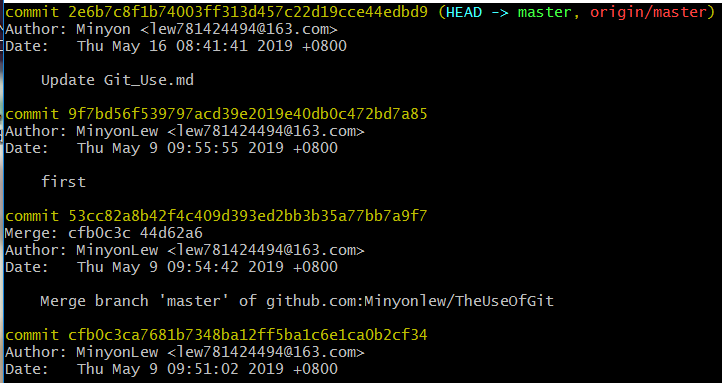 commit 2e6b7c8f1b74003ff313d457c22d19cce44edbd9 (HEAD -> master, origin/master)
Author: Minyon <lew781424494@163.com>
Date:   Thu May 16 08:41:41 2019 +0800
Update Git_Use.md
commit 9f7bd56f539797acd39e2019e40db0c472bd7a85
Author: MinyonLew <lew781424494@163.com>
Date:   Thu May 9 09:55:55 2019 +0800
first
commit 53cc82a8b42f4c409d393ed2bb3b35a77bb7a9f7
Merge: cfb0c3c 44d62a6
Author: MinyonLew <lew781424494@163.com>
Date:   Thu May 9 09:54:42 2019 +0800
Merge branch 'master' of github.com:Minyonlew/TheUseOfGit
commit cfb0c3ca7681b7348ba12ff5ba1c6e1ca0b2cf34
Author: MinyonLew <lew781424494@163.com>
Date:   Thu May 9 09:51:02 2019 +0800